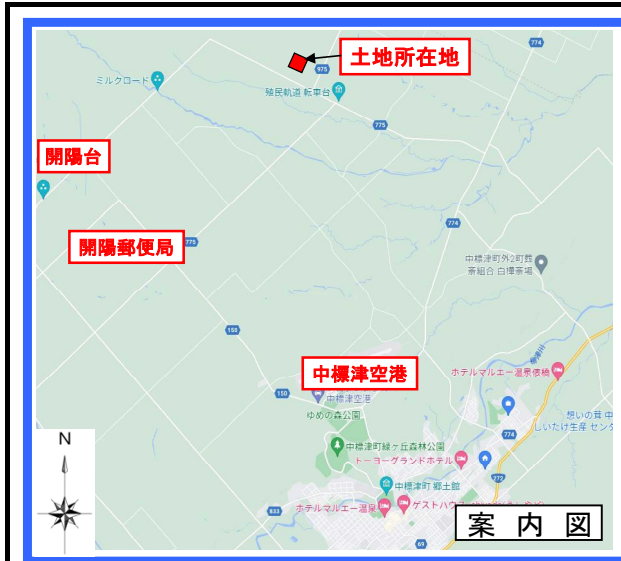 774
土地所在地
975
ミルクロード
殖民軌道 転車台
775
開陽台
774
開陽郵便局
775
中標津町外2町葬
斎組合 白樺斎場
150
中標津空港
150
中標津空港
ホテルマルエー温泉俵橋
ゆめの森公園
想いの茸 中
しいたけ生産 センタ
774
中標津町緑ヶ丘森林公園
トーヨーグランドホテル
272
N
中標津町 郷土館
ゲストハウス
ホテルマルエー温泉
833
69
案内図